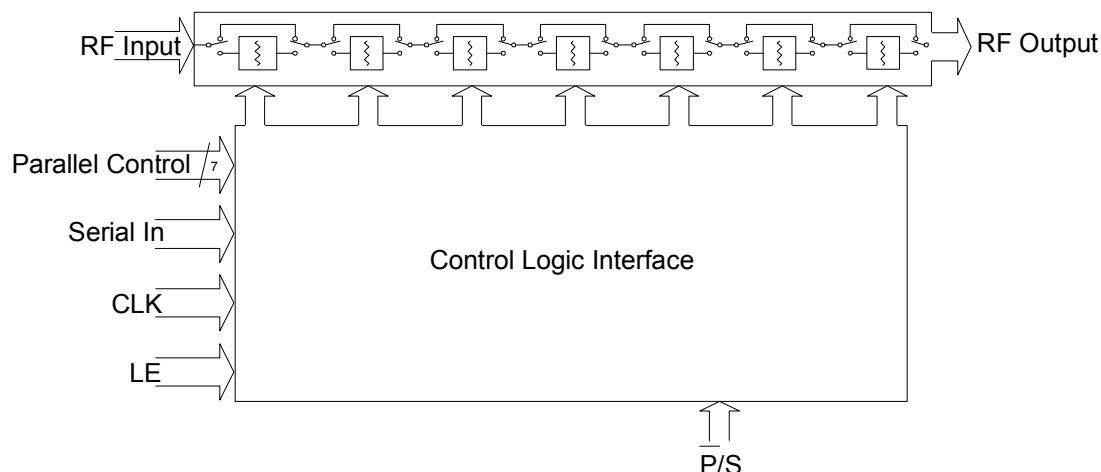 RF Input
RF Output
Parallel Control
7
Serial In
Control Logic Interface
CLK
LE
P̅/S